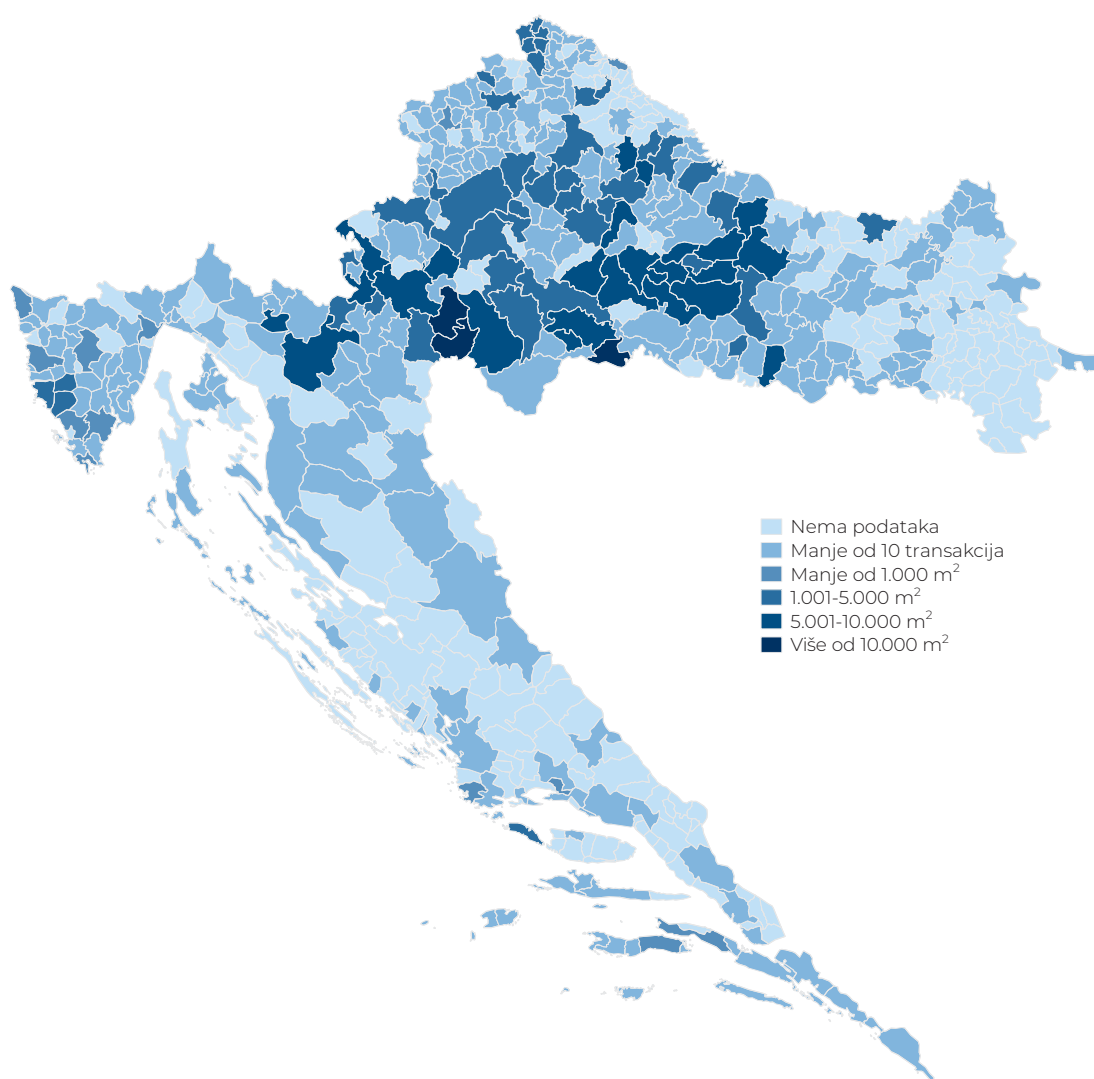 Nema podataka
Manje od 10 transakcija
Manje od 1.000 m²
1.001-5.000 m²
5.001-10.000 m²
Više od 10.000 m²